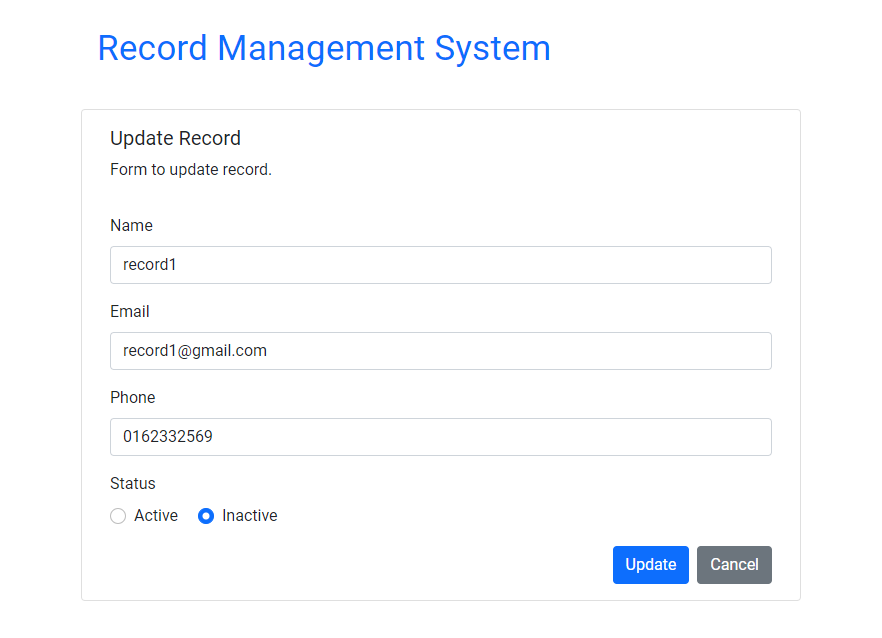 Record Management System
Update Record
Form to update record.
Name
record1
Email
record1@gmail.com
Phone
0162332569
Status
Active Inactive
Update Cancel